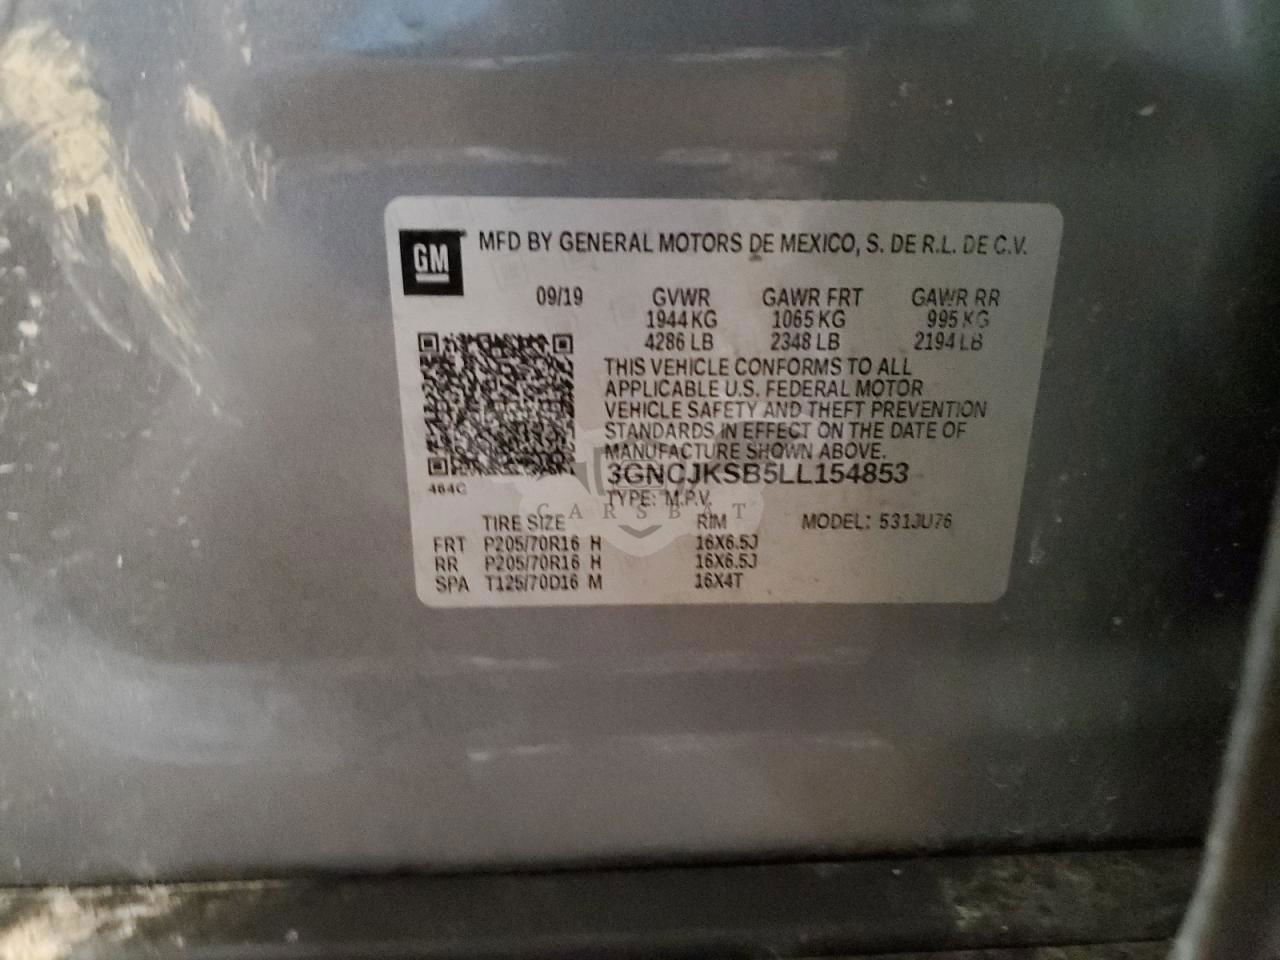 GM
MFD BY GENERAL MOTORS DE MEXICO, S. DE R.L. DE C.V.
09/19 GVWR GAWR FRT GAWR RR
1944 KG 1065 KG 995 KG
4286 LB 2348 LB 2194 LB
THIS VEHICLE CONFORMS TO ALL
APPLICABLE U.S. FEDERAL MOTOR
VEHICLE SAFETY AND THEFT PREVENTION
STANDARDS IN EFFECT ON THE DATE OF
MANUFACTURE SHOWN ABOVE.
3GNCJKSB5LL154853
464C
TYPE: M.P.V.
CARSBAT
TIRE SIZE RIM MODEL: 531JU76
FRT P205/70R16 H 16X6.5J
RR P205/70R16 H 16X6.5J
SPA T125/70D16 M 16X4T